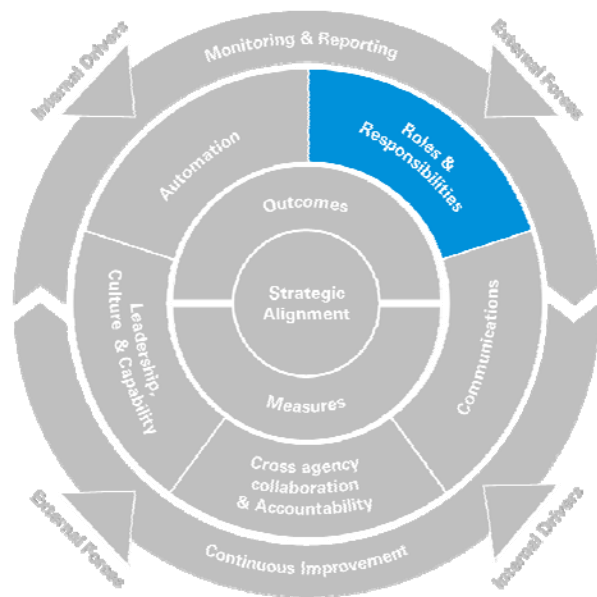 Internal Drivers
Monitoring & Reporting
External Forces
Automation
Roles &
Responsibilities
Outcomes
Strategic
Alignment
Leadership,
Culture & Capability
Communications
Measures
Cross agency
collaboration
& Accountability
External Forces
Continuous Improvement
Internal Drivers